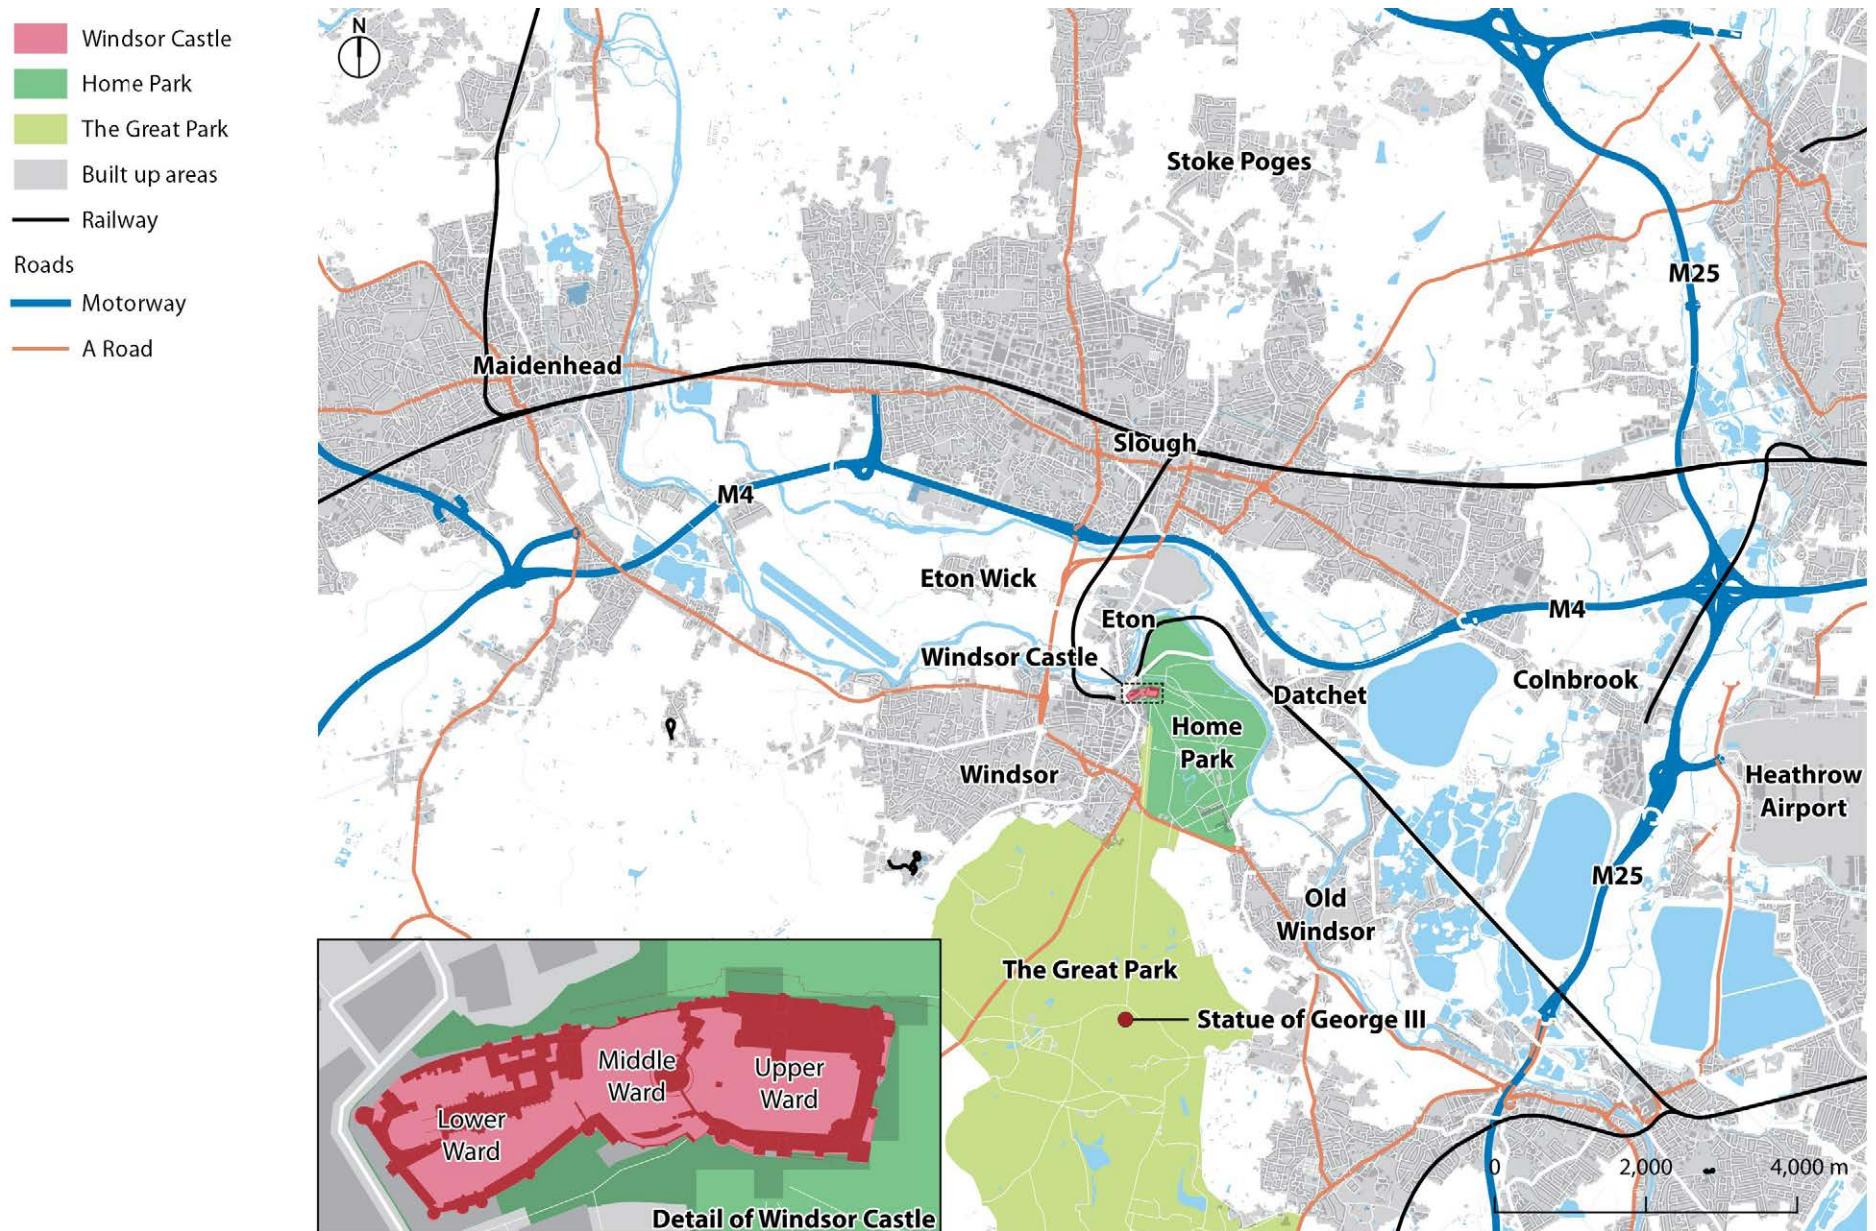 Windsor Castle
Home Park
The Great Park
Built up areas
Railway
Roads
Motorway
A Road
N
Stoke Poges
M25
Maidenhead
Slough
M4
Eton Wick
Eton
M4
Windsor Castle
Colnbrook
Datchet
Home
Park
Windsor
Heathrow
Airport
M25
Old
Windsor
The Great Park
Statue of George III
Middle
Ward
Upper
Ward
Lower
Ward
0 2,000 4,000 m
Detail of Windsor Castle